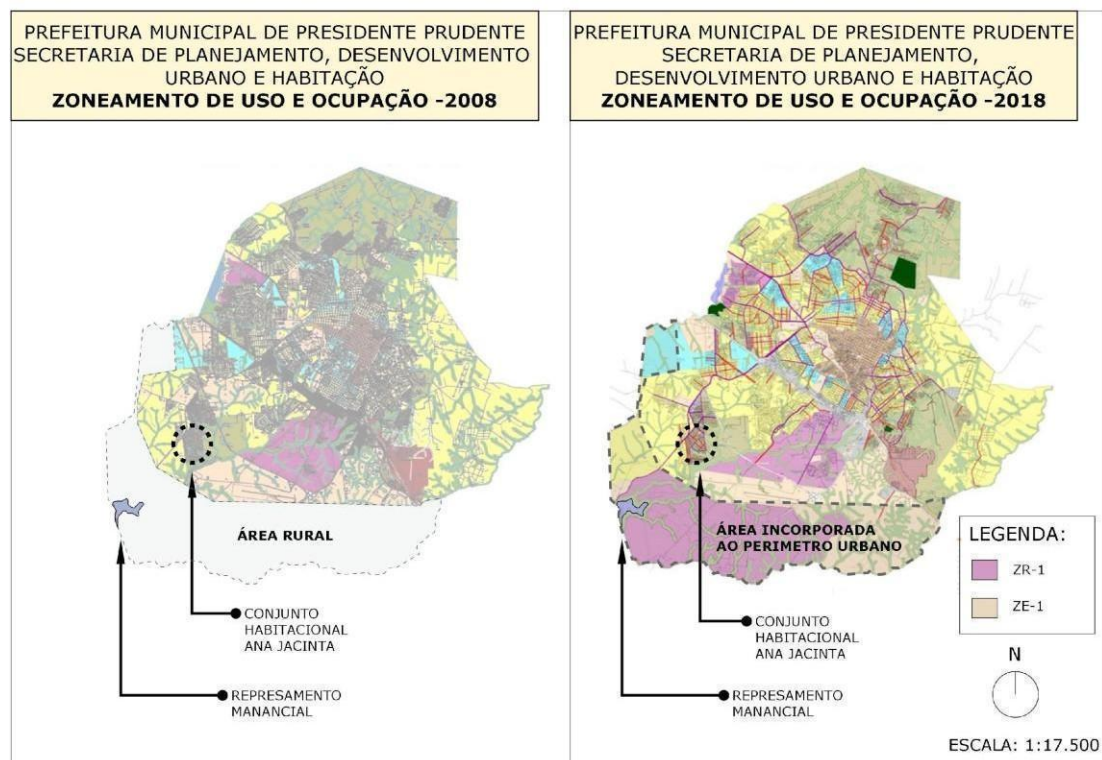 PREFEITURA MUNICIPAL DE PRESIDENTE PRUDENTE
SECRETARIA DE PLANEJAMENTO, DESENVOLVIMENTO
URBANO E HABITAÇÃO
ZONEAMENTO DE USO E OCUPAÇÃO -2008
ÁREA RURAL
CONJUNTO
HABITACIONAL
ANA JACINTA
REPRESAMENTO
MANANCIAL
PREFEITURA MUNICIPAL DE PRESIDENTE PRUDENTE
SECRETARIA DE PLANEJAMENTO,
DESENVOLVIMENTO URBANO E HABITAÇÃO
ZONEAMENTO DE USO E OCUPAÇÃO -2018
ÁREA INCORPORADA
AO PERIMETRO URBANO
CONJUNTO
HABITACIONAL
ANA JACINTA
REPRESAMENTO
MANANCIAL
LEGENDA:
ZR-1
ZE-1
N
ESCALA: 1:17.500